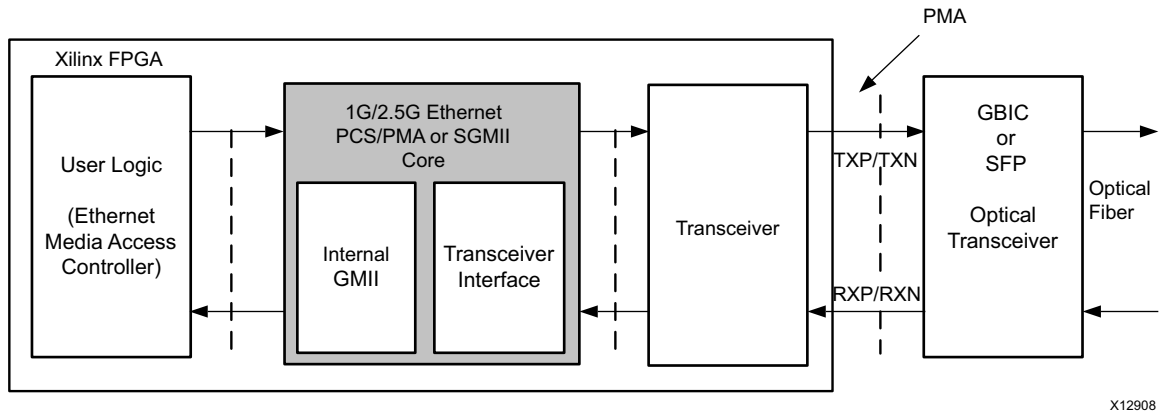 PMA
Xilinx FPGA
User Logic
(Ethernet
Media Access
Controller)
1G/2.5G Ethernet
PCS/PMA or SGMII
Core
Internal
GMII
Transceiver
Interface
Transceiver
TXP/TXN
RXP/RXN
GBIC
or
SFP
Optical
Transceiver
Optical
Fiber
X12908